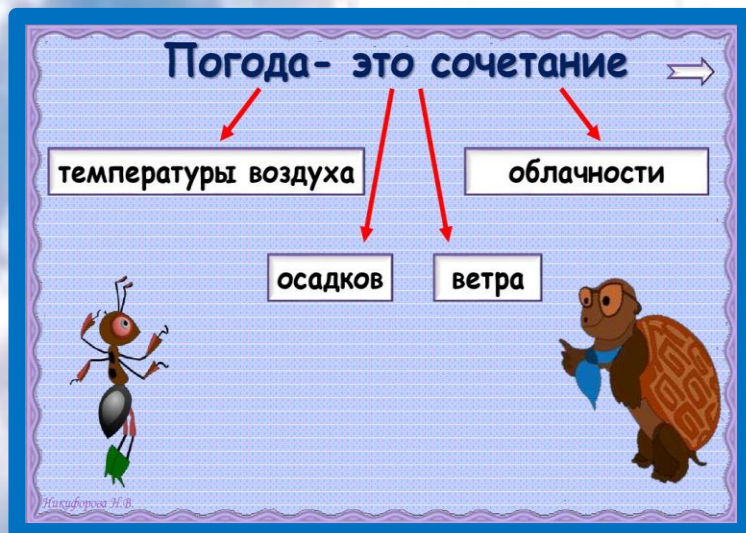 Погода- это сочетание
температуры воздуха
облачности
осадков
ветра
Никифорова Н.В.